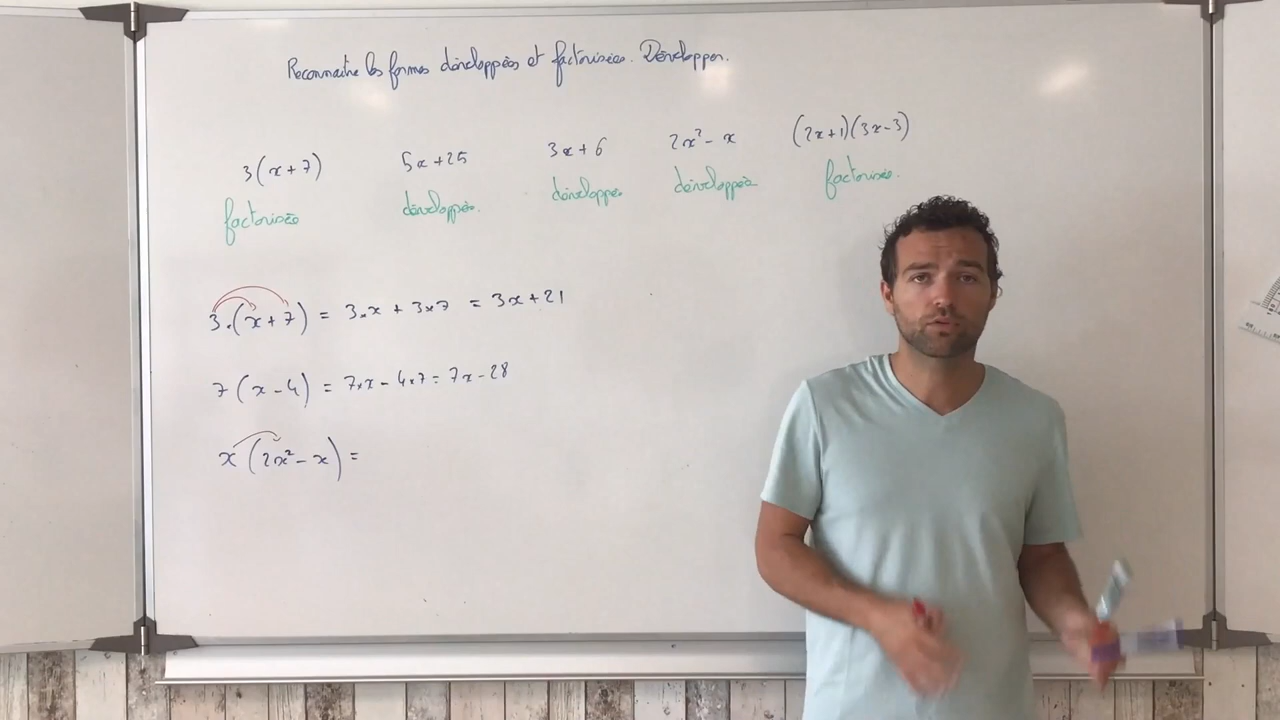 Reconnaitre les formes développées et factorisées. Développer.
3(x+7) 5x+25 3x+6 2x²-x (2x+1)(3x-3)
factorisée développée. développée développée factorisée.
3.(x+7) = 3.x + 3×7 = 3x+21
7(x-4) = 7×x - 4×7 = 7x-28
x(2x²-x) =